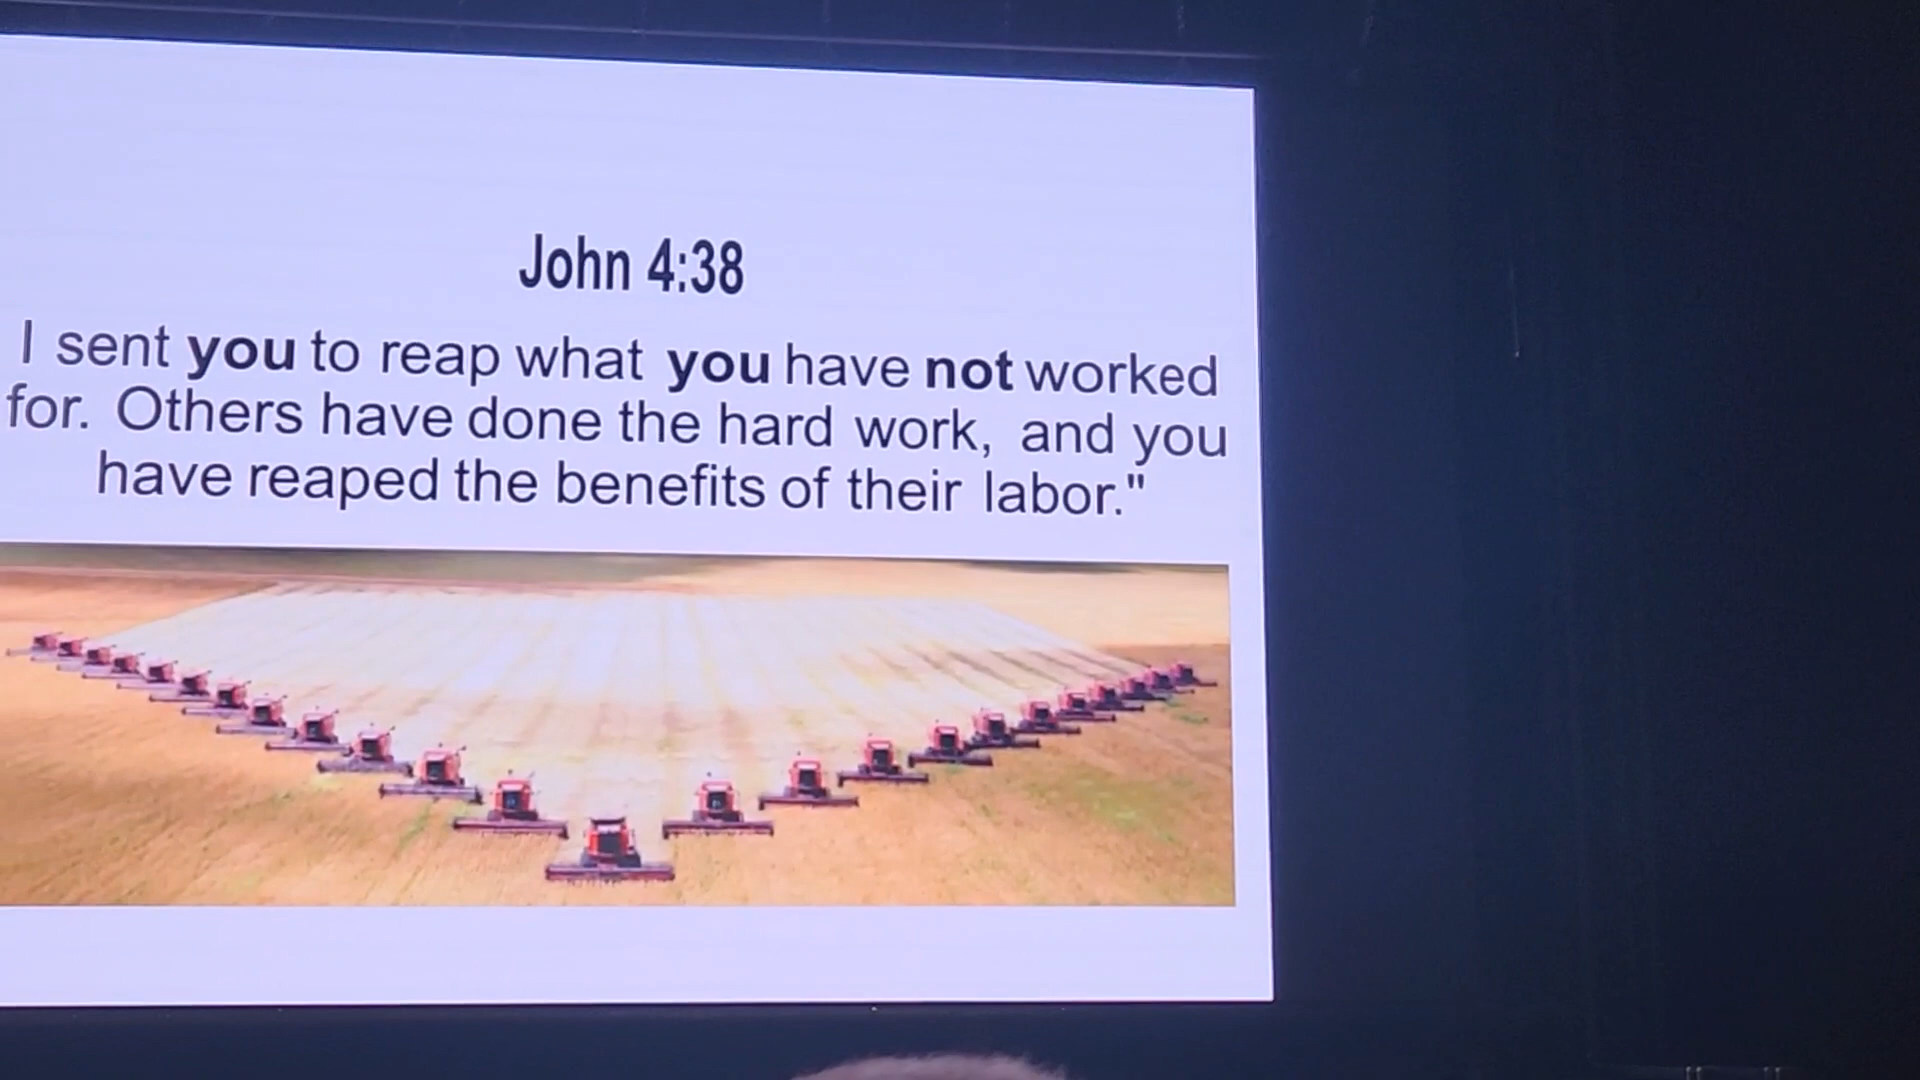 John 4:38
I sent you to reap what you have not worked
for. Others have done the hard work, and you
have reaped the benefits of their labor."